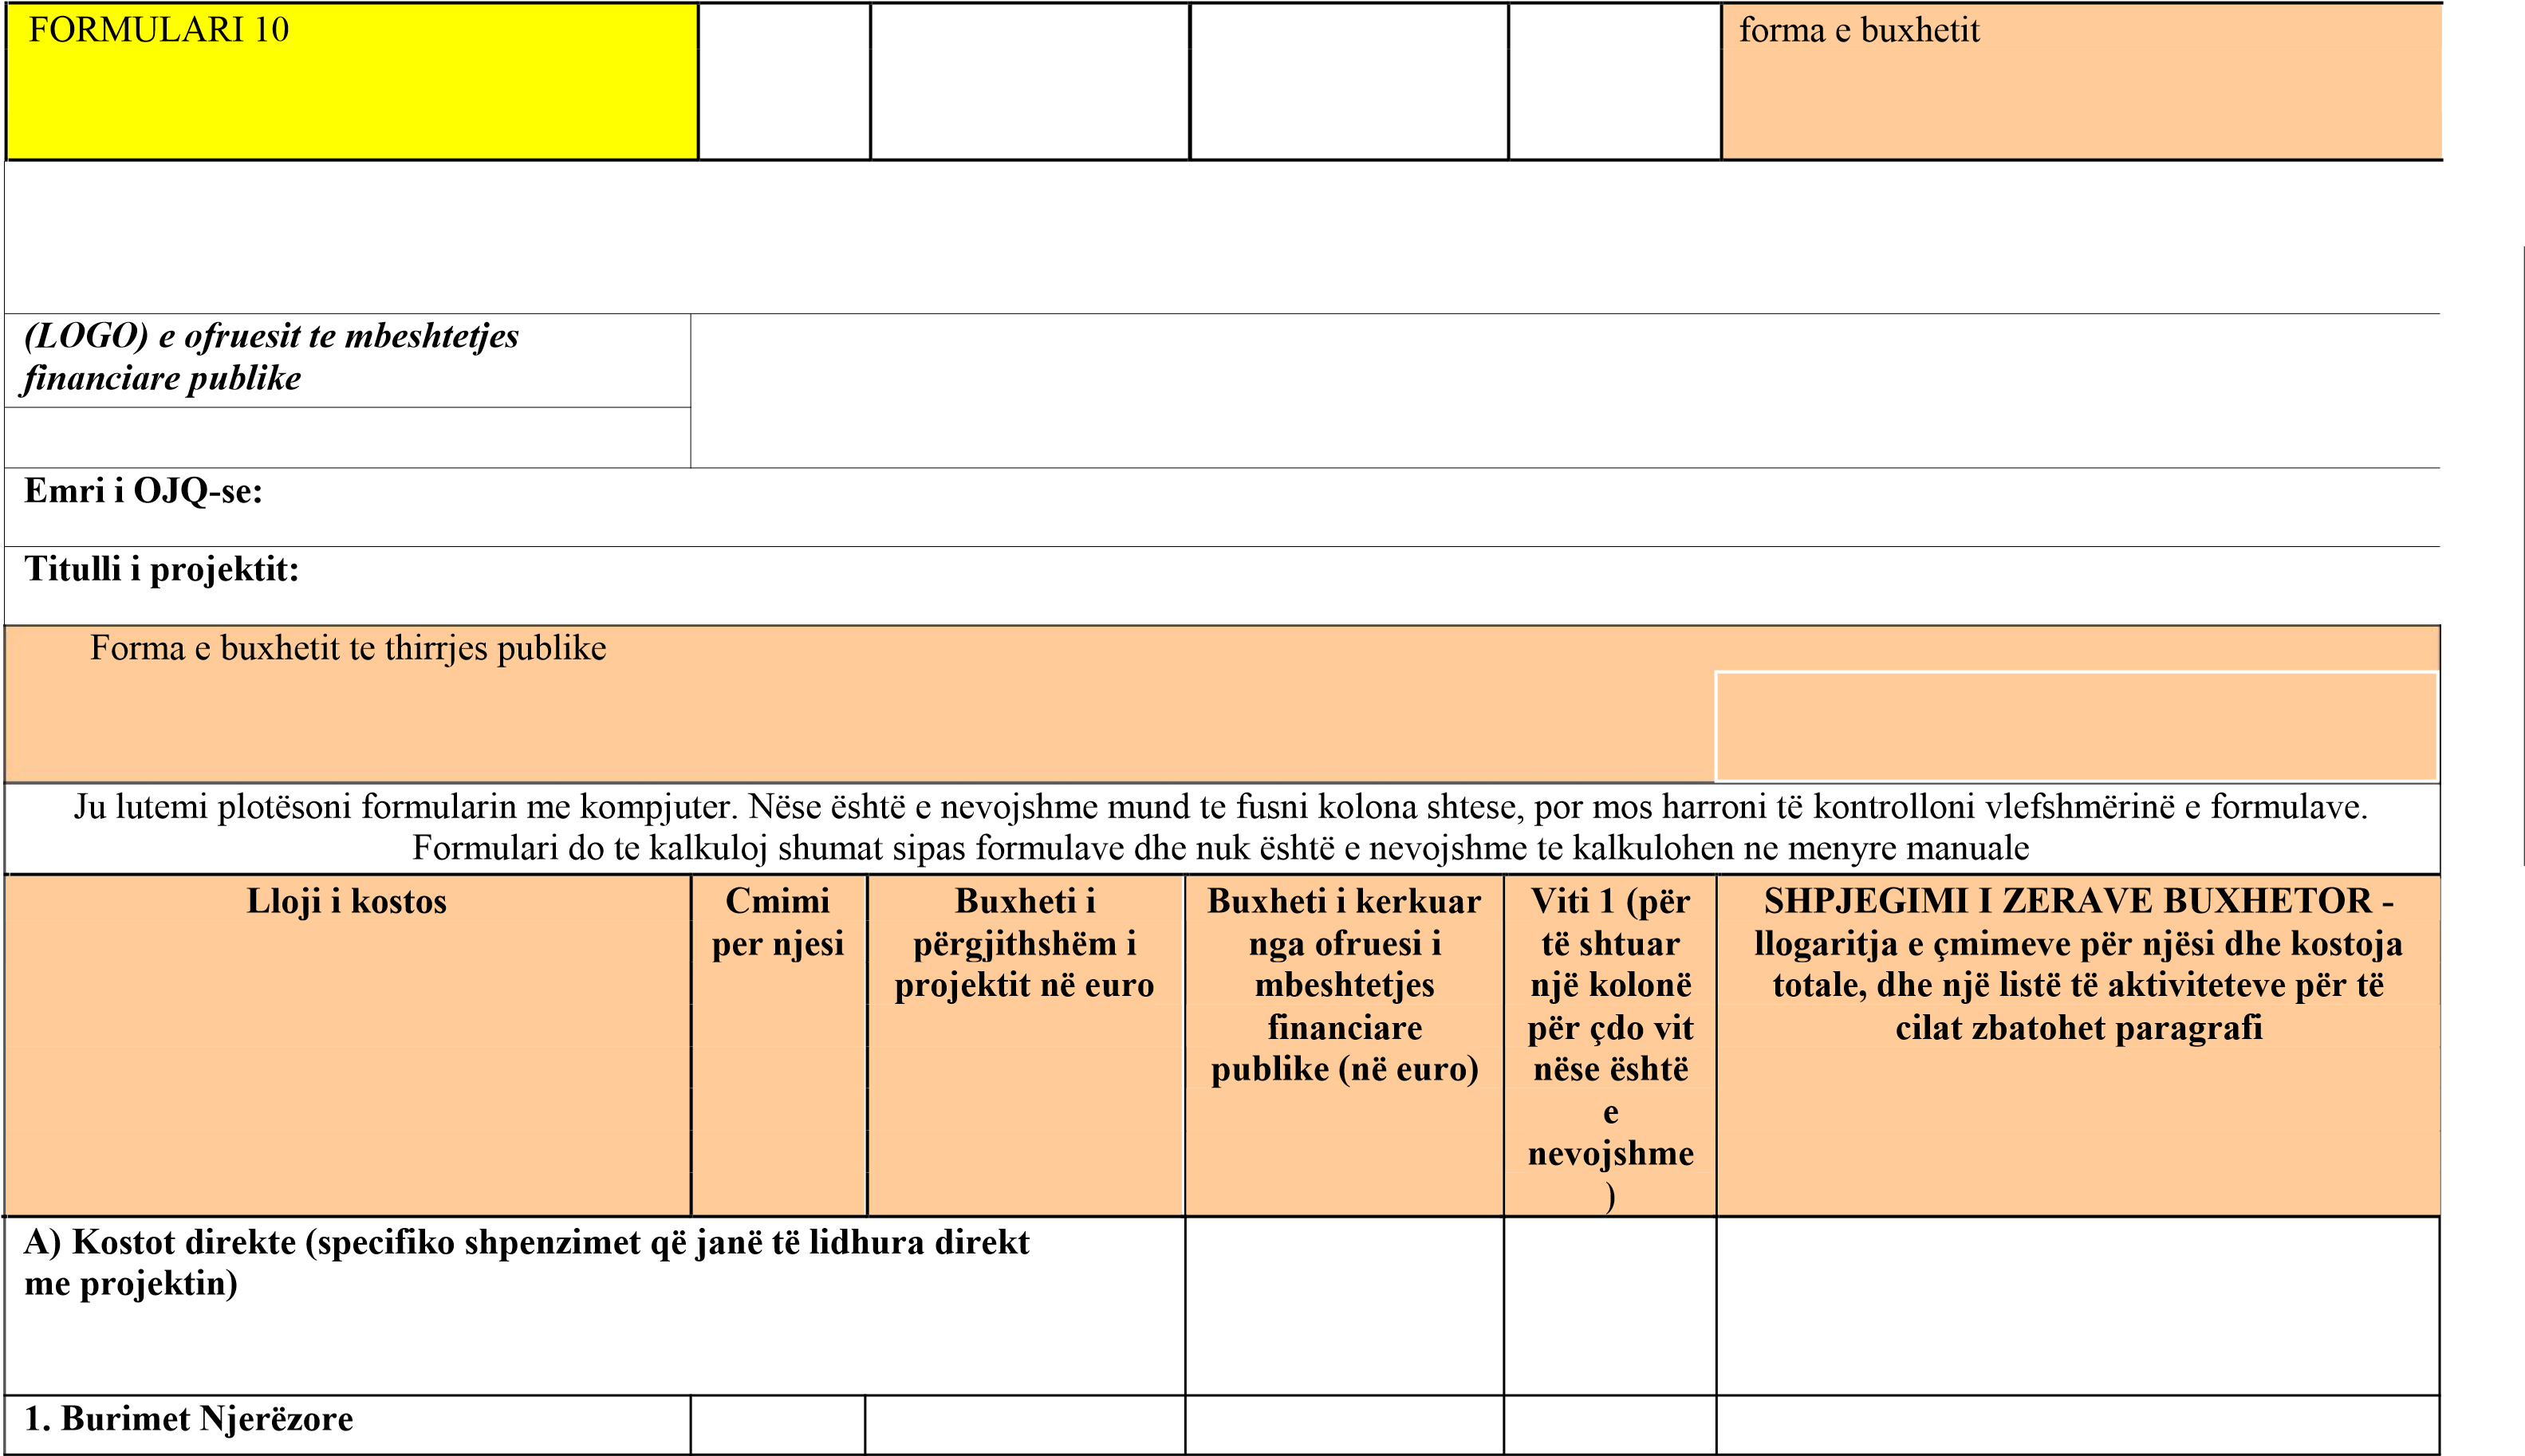 FORMULARI 10
forma e buxhetit
(LOGO) e ofruesit te mbeshtetjes
financiare publike
Emri i OJQ-se:
Titulli i projektit:
Forma e buxhetit te thirrjes publike
Ju lutemi plotësoni formularin me kompjuter. Nëse është e nevojshme mund te fusni kolona shtese, por mos harroni të kontrolloni vlefshmërinë e formulave.
Formulari do te kalkuloj shumat sipas formulave dhe nuk është e nevojshme te kalkulohen ne menyre manuale
Lloji i kostos
Cmimi
per njesi
Buxheti i
përgjithshëm i
projektit në euro
Buxheti i kerkuar
nga ofruesi i
mbeshtetjes
financiare
publike (në euro)
Viti 1 (për
të shtuar
një kolonë
për çdo vit
nëse është
e
nevojshme
)
SHPJEGIMI I ZERAVE BUXHETOR -
llogaritja e çmimeve për njësi dhe kostoja
totale, dhe një listë të aktiviteteve për të
cilat zbatohet paragrafi
A) Kostot direkte (specifiko shpenzimet që janë të lidhura direkt
me projektin)
1. Burimet Njerëzore